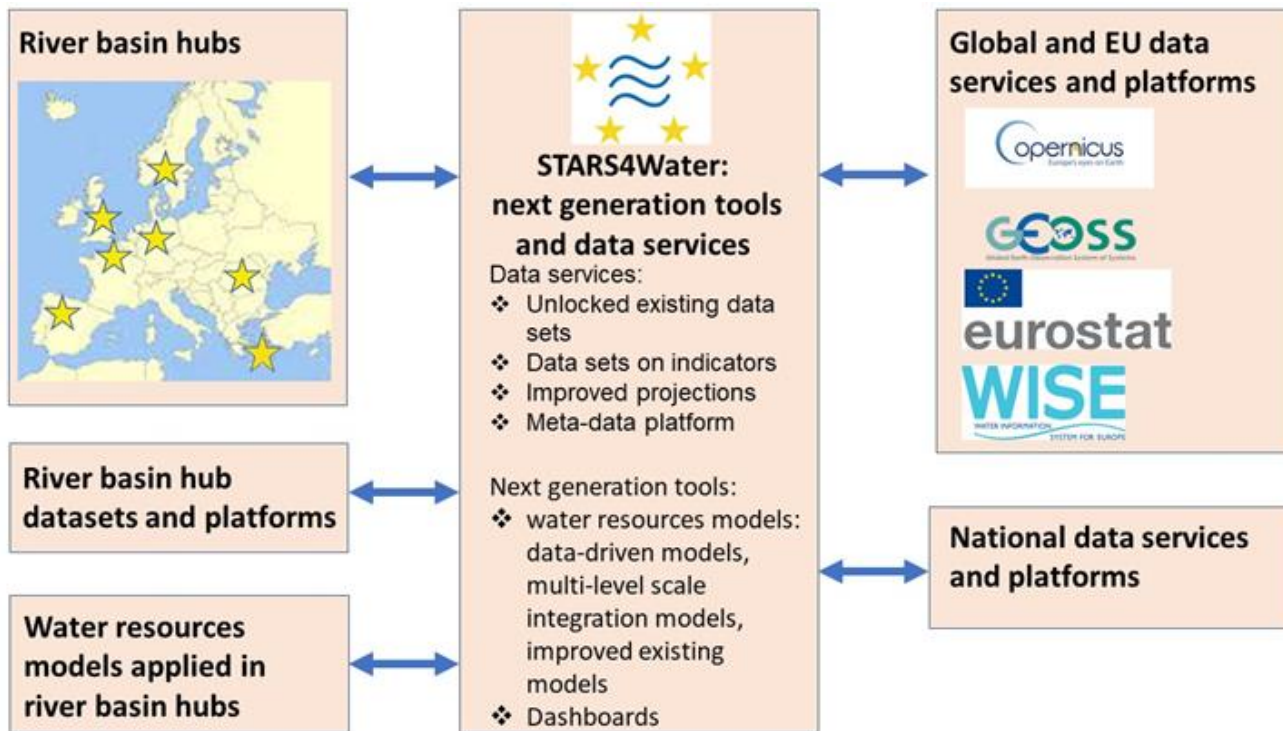 River basin hubs
River basin hub
datasets and platforms
Water resources
models applied in
river basin hubs
STARS4Water:
next generation tools
and data services
Data services:
❖ Unlocked existing data
sets
❖ Data sets on indicators
❖ Improved projections
❖ Meta-data platform
Next generation tools:
❖ water resources models:
data-driven models,
multi-level scale
integration models,
improved existing
models
❖ Dashboards
Global and EU data
services and platforms
opernicus
Europe's eyes on Earth
GEOSS
Global Earth Observation System of Systems
eurostat
WISE
WATER INFORMATION
SYSTEM FOR EUROPE
National data services
and platforms